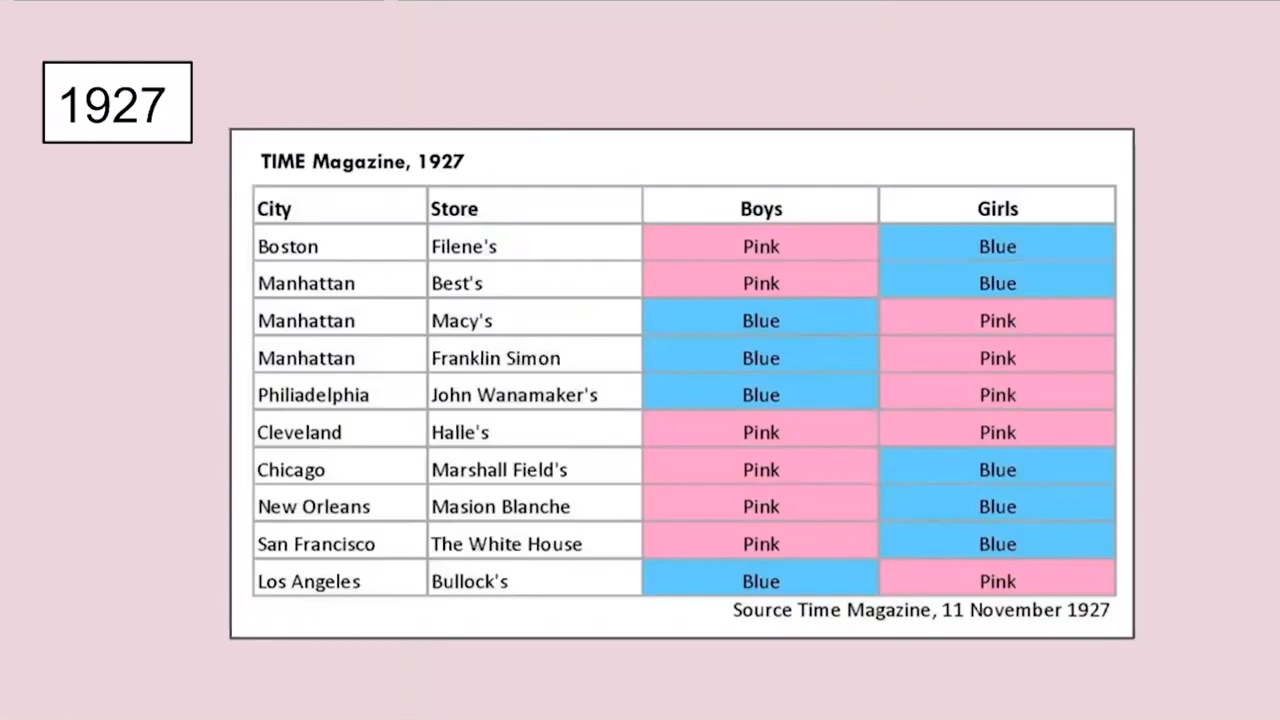 1927
TIME Magazine, 1927
City Store Boys Girls
Boston Filene's Pink Blue
Manhattan Best's Pink Blue
Manhattan Macy's Blue Pink
Manhattan Franklin Simon Blue Pink
Philiadelphia John Wanamaker's Blue Pink
Cleveland Halle's Pink Pink
Chicago Marshall Field's Pink Blue
New Orleans Masion Blanche Pink Blue
San Francisco The White House Pink Blue
Los Angeles Bullock's Blue Pink
Source Time Magazine, 11 November 1927